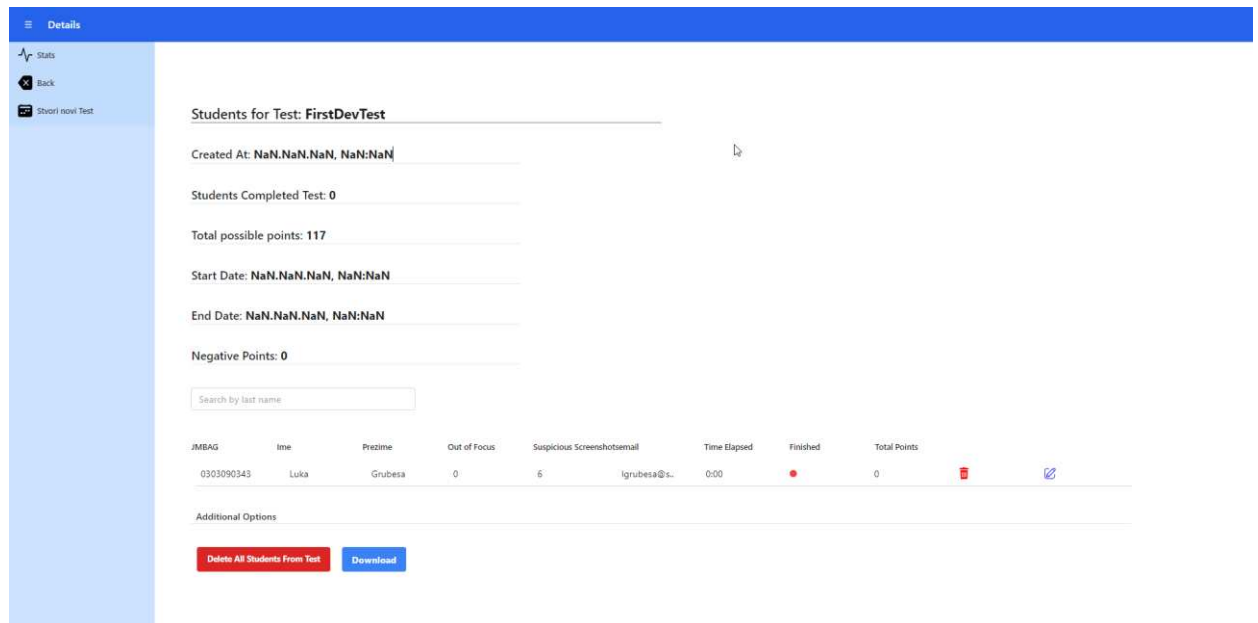 Details
Stats
Back
Stvori novi Test
Students for Test: FirstDevTest
Created At: NaN.NaN.NaN, NaN:NaN
Students Completed Test: 0
Total possible points: 117
Start Date: NaN.NaN.NaN, NaN:NaN
End Date: NaN.NaN.NaN, NaN:NaN
Negative Points: 0
Search by last name
JMBAG Ime Prezime Out of Focus Suspicious Screenshotsemail Time Elapsed Finished Total Points
0303090343 Luka Grubesa 0 6 lgrubesa@s... 0:00 0
Additional Options
Delete All Students From Test Download